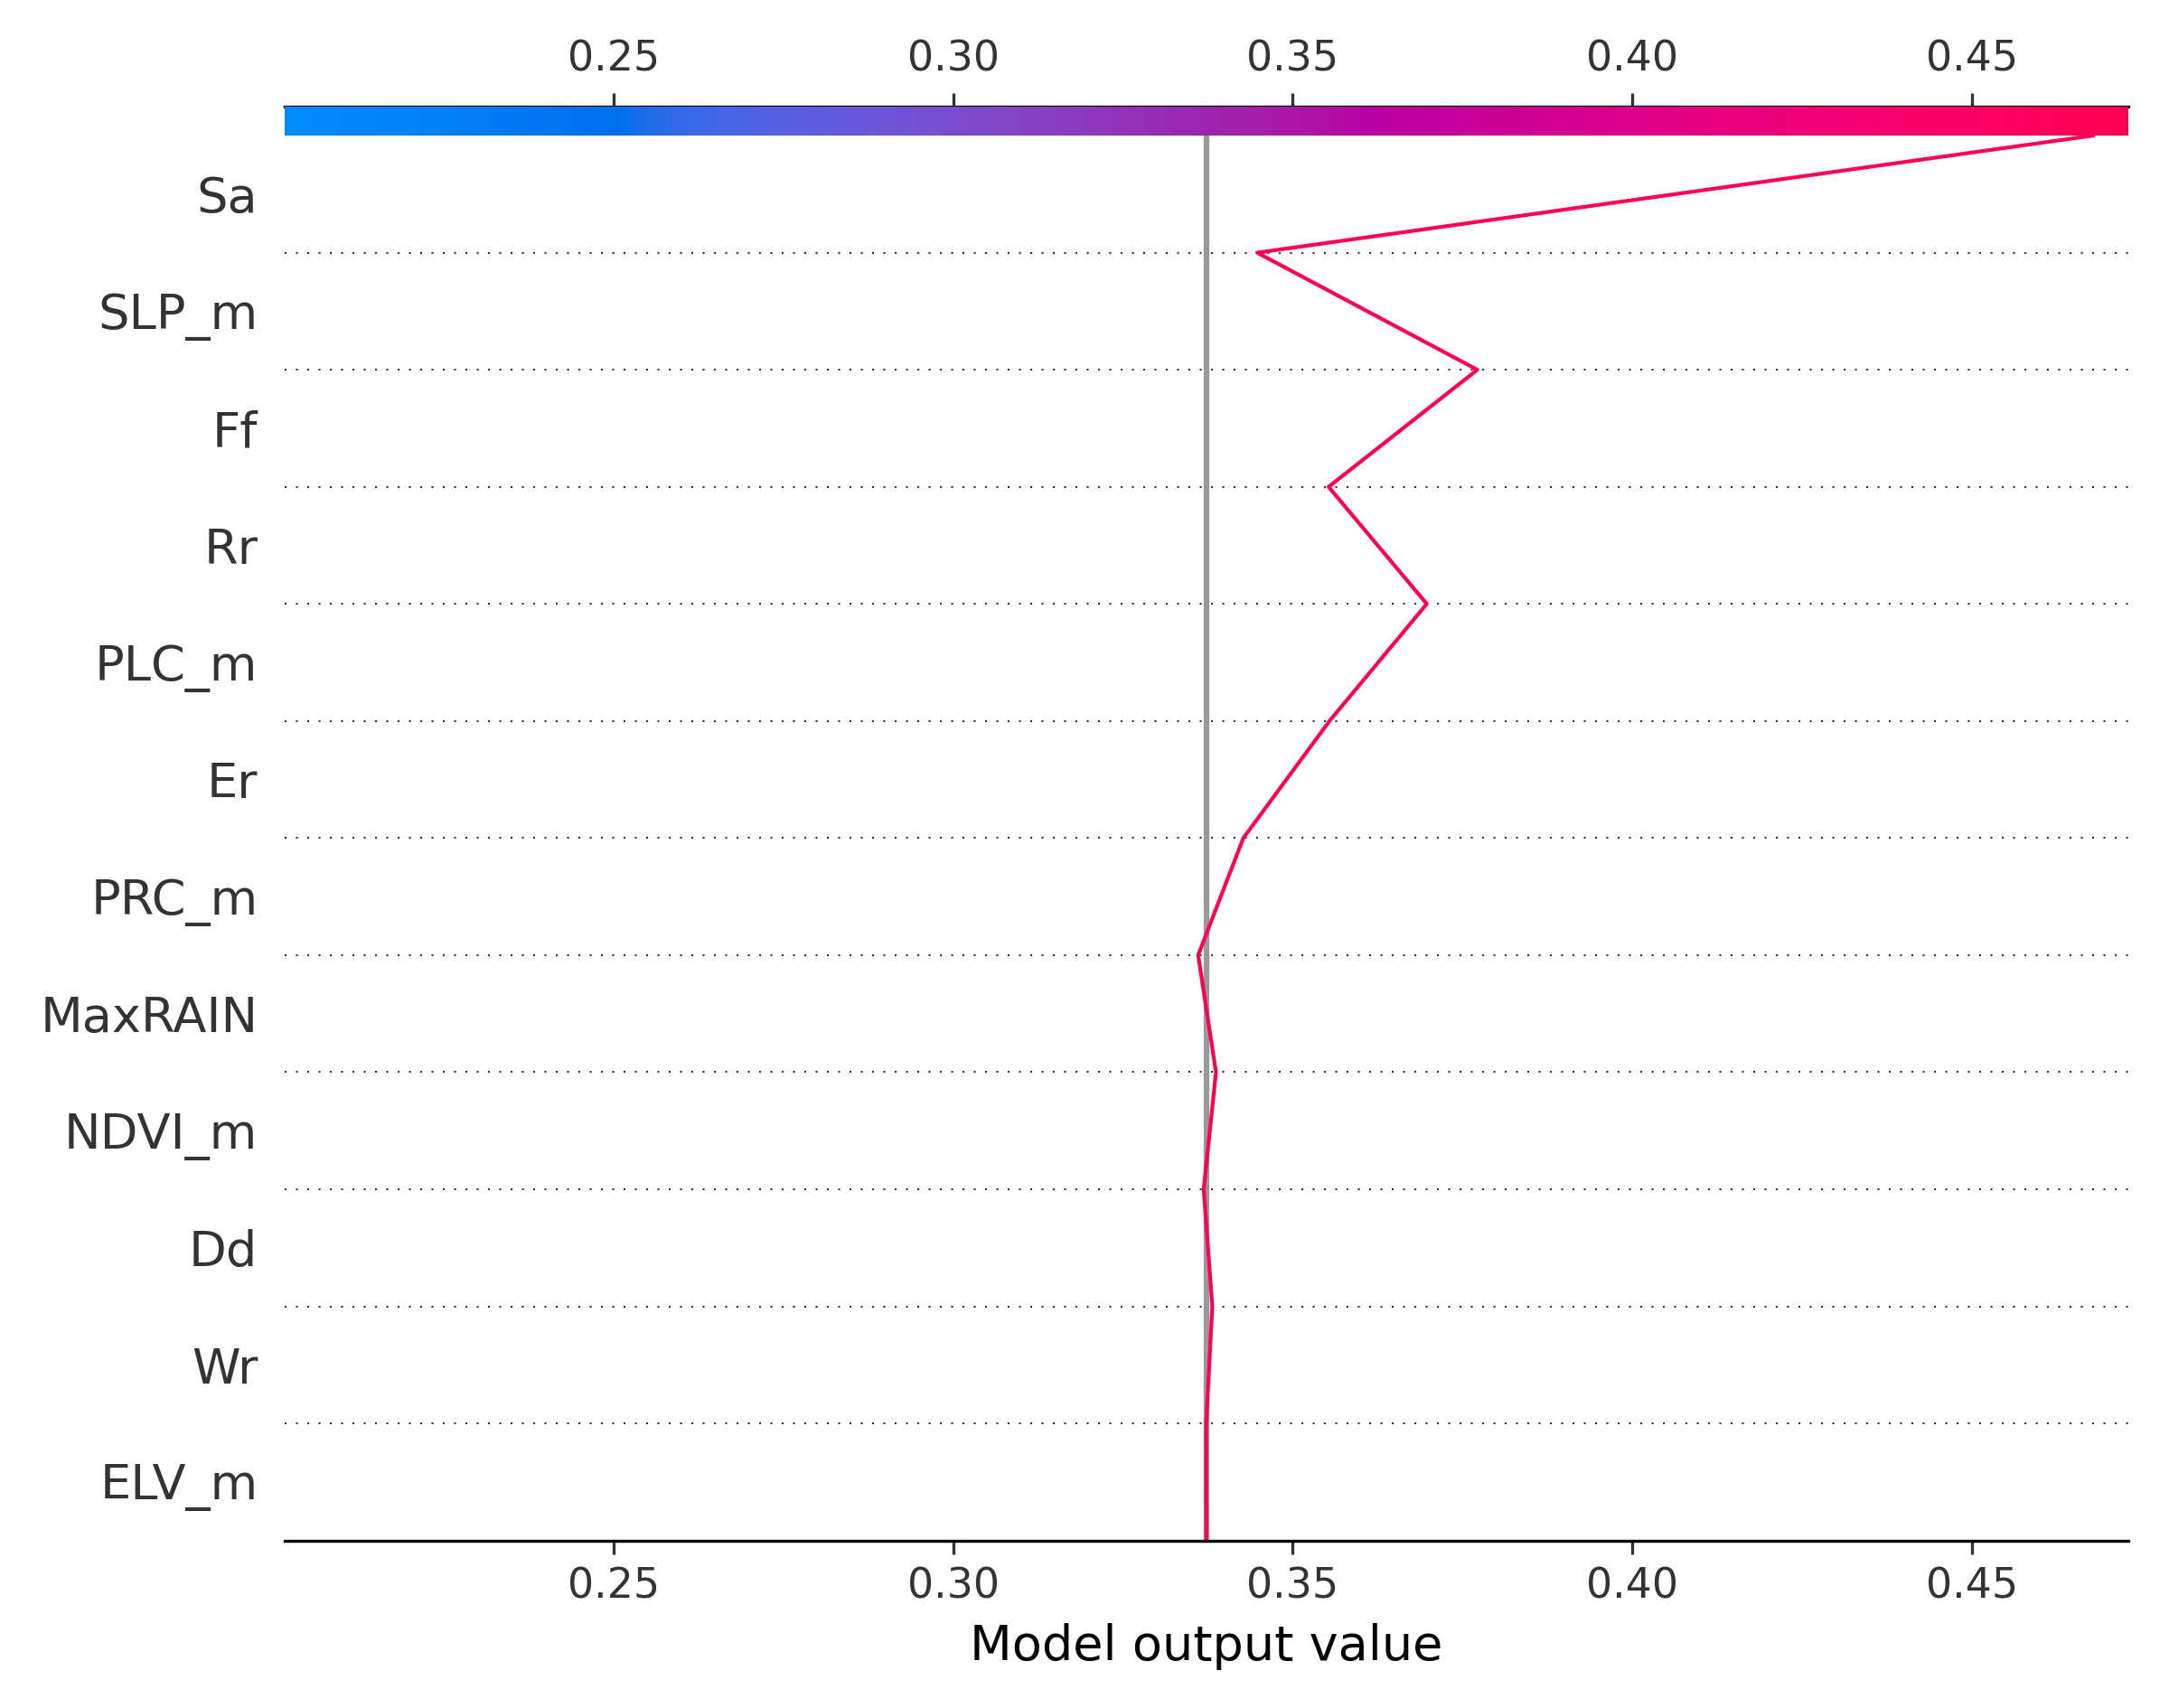 0.25 0.30 0.35 0.40 0.45
Sa
SLP_m
Ff
Rr
PLC_m
Er
PRC_m
MaxRAIN
NDVI_m
Dd
Wr
ELV_m
0.25 0.30 0.35 0.40 0.45
Model output value